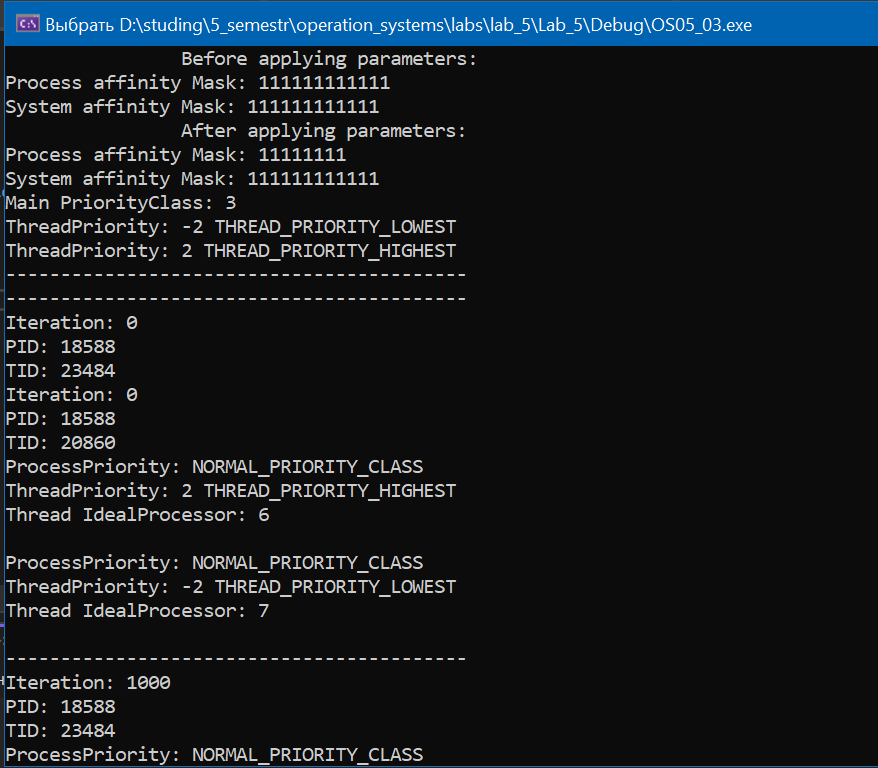 Выбрать D:\studing\5_semestr\operation_systems\labs\lab_5\Lab_5\Debug\OS05_03.exe
Before applying parameters:
Process affinity Mask: 111111111111
System affinity Mask: 111111111111
After applying parameters:
Process affinity Mask: 11111111
System affinity Mask: 111111111111
Main PriorityClass: 3
ThreadPriority: -2 THREAD_PRIORITY_LOWEST
ThreadPriority: 2 THREAD_PRIORITY_HIGHEST
------------------------------------------
------------------------------------------
Iteration: 0
PID: 18588
TID: 23484
Iteration: 0
PID: 18588
TID: 20860
ProcessPriority: NORMAL_PRIORITY_CLASS
ThreadPriority: 2 THREAD_PRIORITY_HIGHEST
Thread IdealProcessor: 6
ProcessPriority: NORMAL_PRIORITY_CLASS
ThreadPriority: -2 THREAD_PRIORITY_LOWEST
Thread IdealProcessor: 7
------------------------------------------
Iteration: 1000
PID: 18588
TID: 23484
ProcessPriority: NORMAL_PRIORITY_CLASS